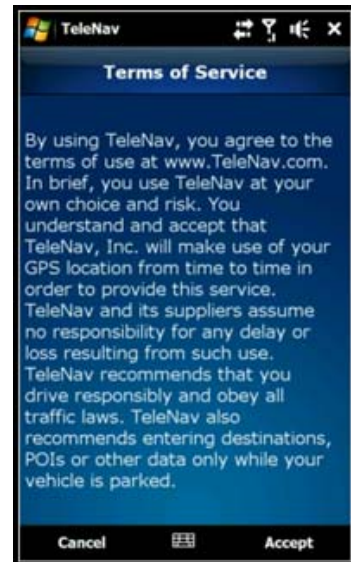 TeleNav
Terms of Service
By using TeleNav, you agree to the
terms of use at www.TeleNav.com.
In brief, you use TeleNav at your
own choice and risk. You
understand and accept that
TeleNav, Inc. will make use of your
GPS location from time to time in
order to provide this service.
TeleNav and its suppliers assume
no responsibility for any delay or
loss resulting from such use.
TeleNav recommends that you
drive responsibly and obey all
traffic laws. TeleNav also
recommends entering destinations,
POIs or other data only while your
vehicle is parked.
Cancel Accept